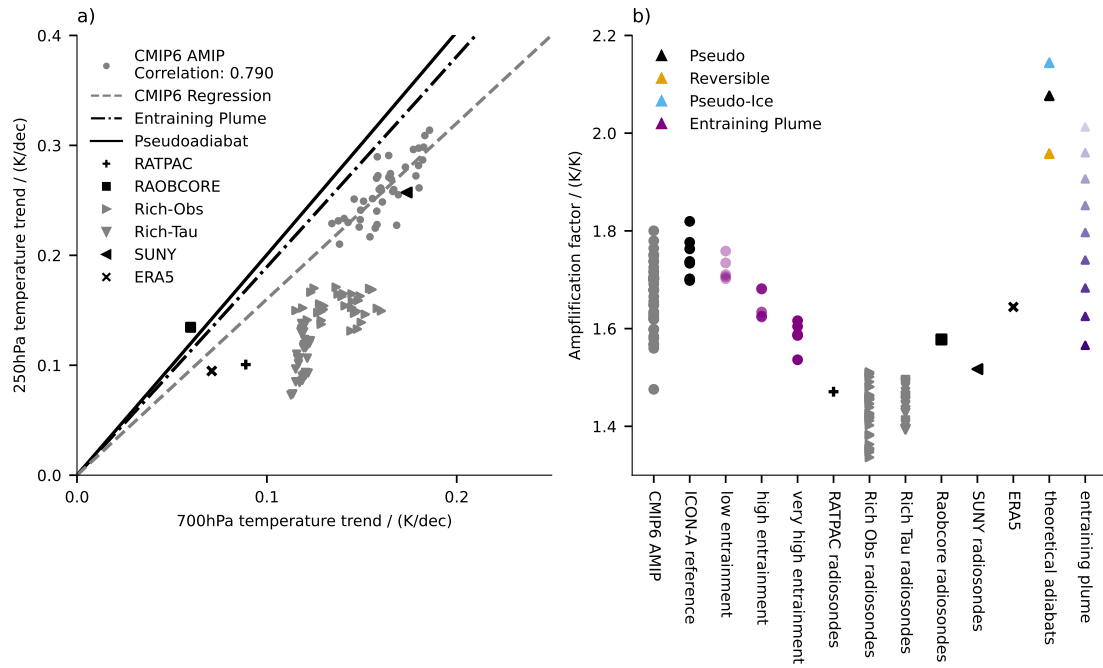 a)
250hPa temperature trend / (K/dec)
0.4
0.3
0.2
0.1
0.0
CMIP6 AMIP
Correlation: 0.790
CMIP6 Regression
Entraining Plume
Pseudoadiabat
RATPAC
RAOBCORE
Rich-Obs
Rich-Tau
SUNY
ERA5
0.0
0.1
0.2
700hPa temperature trend / (K/dec)
b)
Ampflification factor / (K/K)
2.2
2.0
1.8
1.6
1.4
Pseudo
Reversible
Pseudo-Ice
Entraining Plume
CMIP6 AMIP
ICON-A reference
low entrainment
high entrainment
very high entrainment
RATPAC radiosondes
Rich Obs radiosondes
Rich Tau radiosondes
Raobcore radiosondes
SUNY radiosondes
ERA5
theoretical adiabats
entraining plume